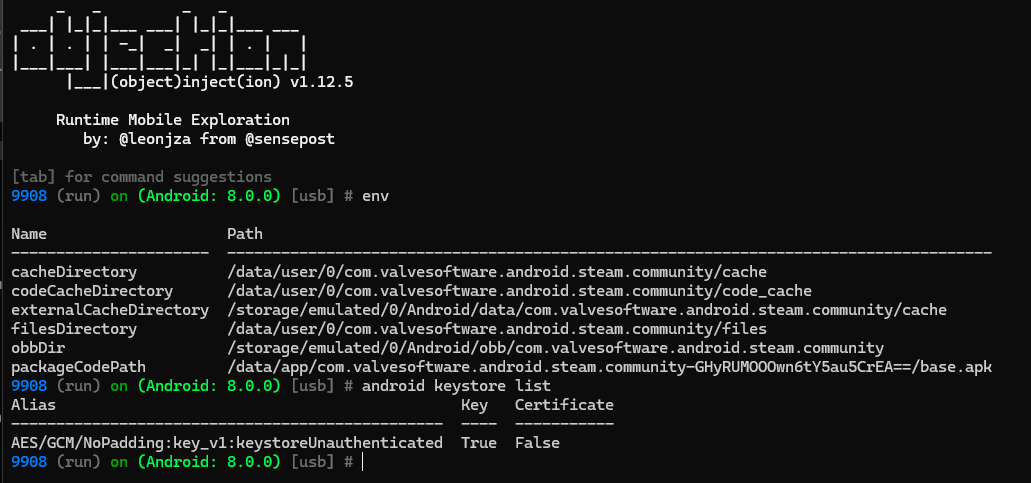 |___|(object)inject(ion) v1.12.5
Runtime Mobile Exploration
by: @leonjza from @sensepost
[tab] for command suggestions
9908 (run) on (Android: 8.0.0) [usb] # env
Name Path
---------------------- -------------------------------------------------------------------------------------
cacheDirectory /data/user/0/com.valvesoftware.android.steam.community/cache
codeCacheDirectory /data/user/0/com.valvesoftware.android.steam.community/code_cache
externalCacheDirectory /storage/emulated/0/Android/data/com.valvesoftware.android.steam.community/cache
filesDirectory /data/user/0/com.valvesoftware.android.steam.community/files
obbDir /storage/emulated/0/Android/obb/com.valvesoftware.android.steam.community
packageCodePath /data/app/com.valvesoftware.android.steam.community-GHyRUMOOOwn6tY5au5CrEA==/base.apk
9908 (run) on (Android: 8.0.0) [usb] # android keystore list
Alias Key Certificate
------------------------------------------------ ---- -----------
AES/GCM/NoPadding:key_v1:keystoreUnauthenticated True False
9908 (run) on (Android: 8.0.0) [usb] #